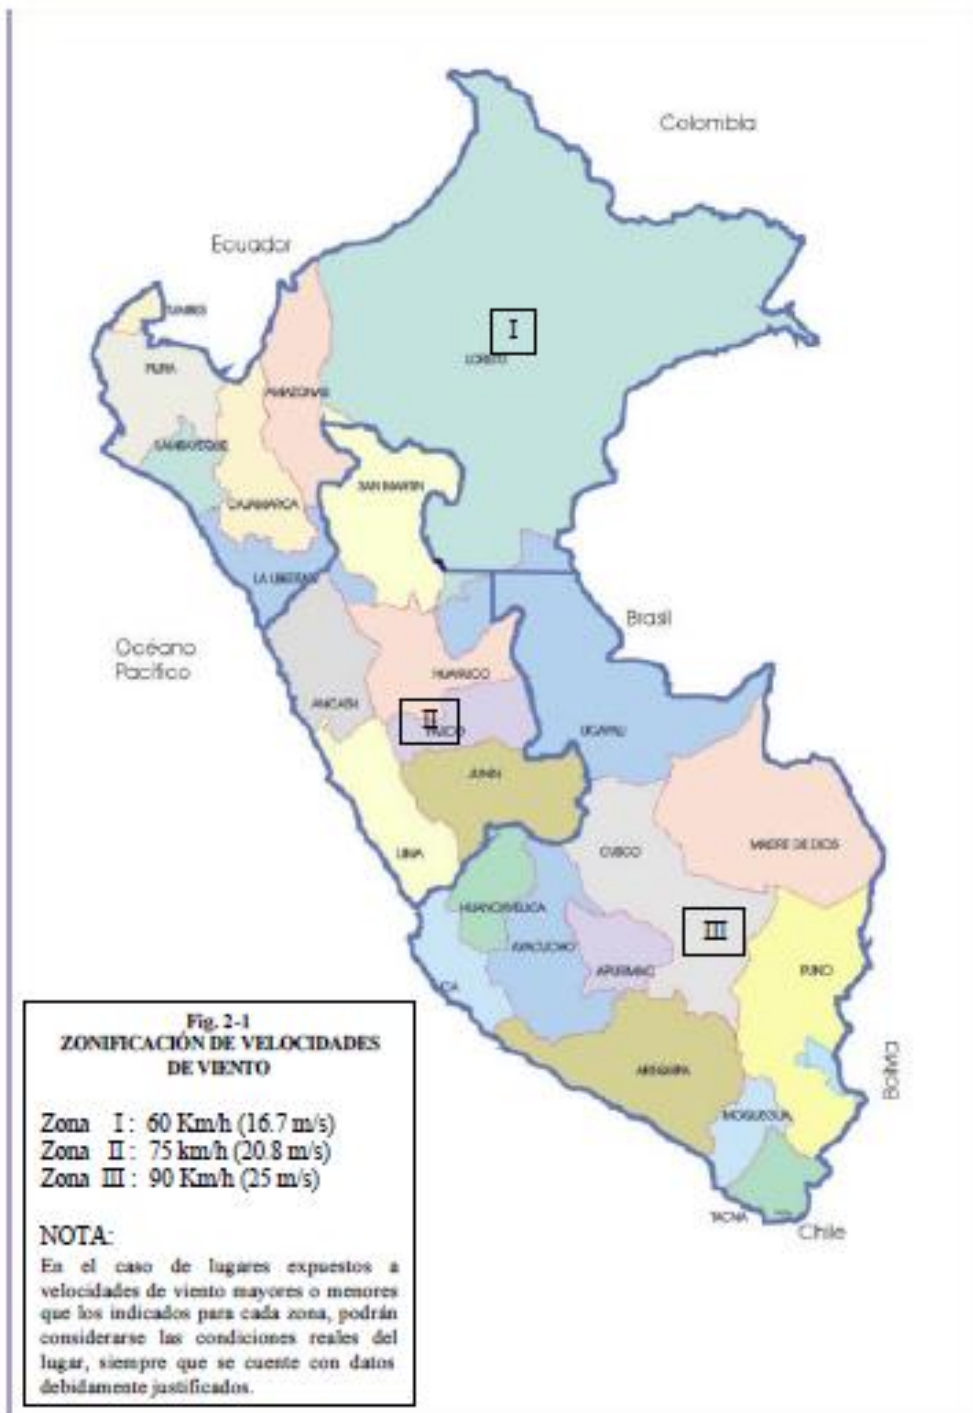 Colombia
Ecuador
TUMBES
PIURA
I
LORETO
AMAZONAS
LAMBAYEQUE
SAN MARTIN
CAJAMARCA
LA LIBERTAD
Brasil
Océano
Pacífico
HUANUCO
ANCASH
II
PASCO
UCAYALI
JUNIN
LIMA
CUSCO
MADRE DE DIOS
HUANCAVELICA
III
AYACUCHO
APURIMAC
PUNO
ICA
AREQUIPA
Bolivia
MOQUEGUA
TACNA
Chile
Fig. 2-1
ZONIFICACIÓN DE VELOCIDADES
DE VIENTO
Zona I : 60 Km/h (16.7 m/s)
Zona II : 75 km/h (20.8 m/s)
Zona III : 90 Km/h (25 m/s)
NOTA:
En el caso de lugares expuestos a
velocidades de viento mayores o menores
que los indicados para cada zona, podrán
considerarse las condiciones reales del
lugar, siempre que se cuente con datos
debidamente justificados.